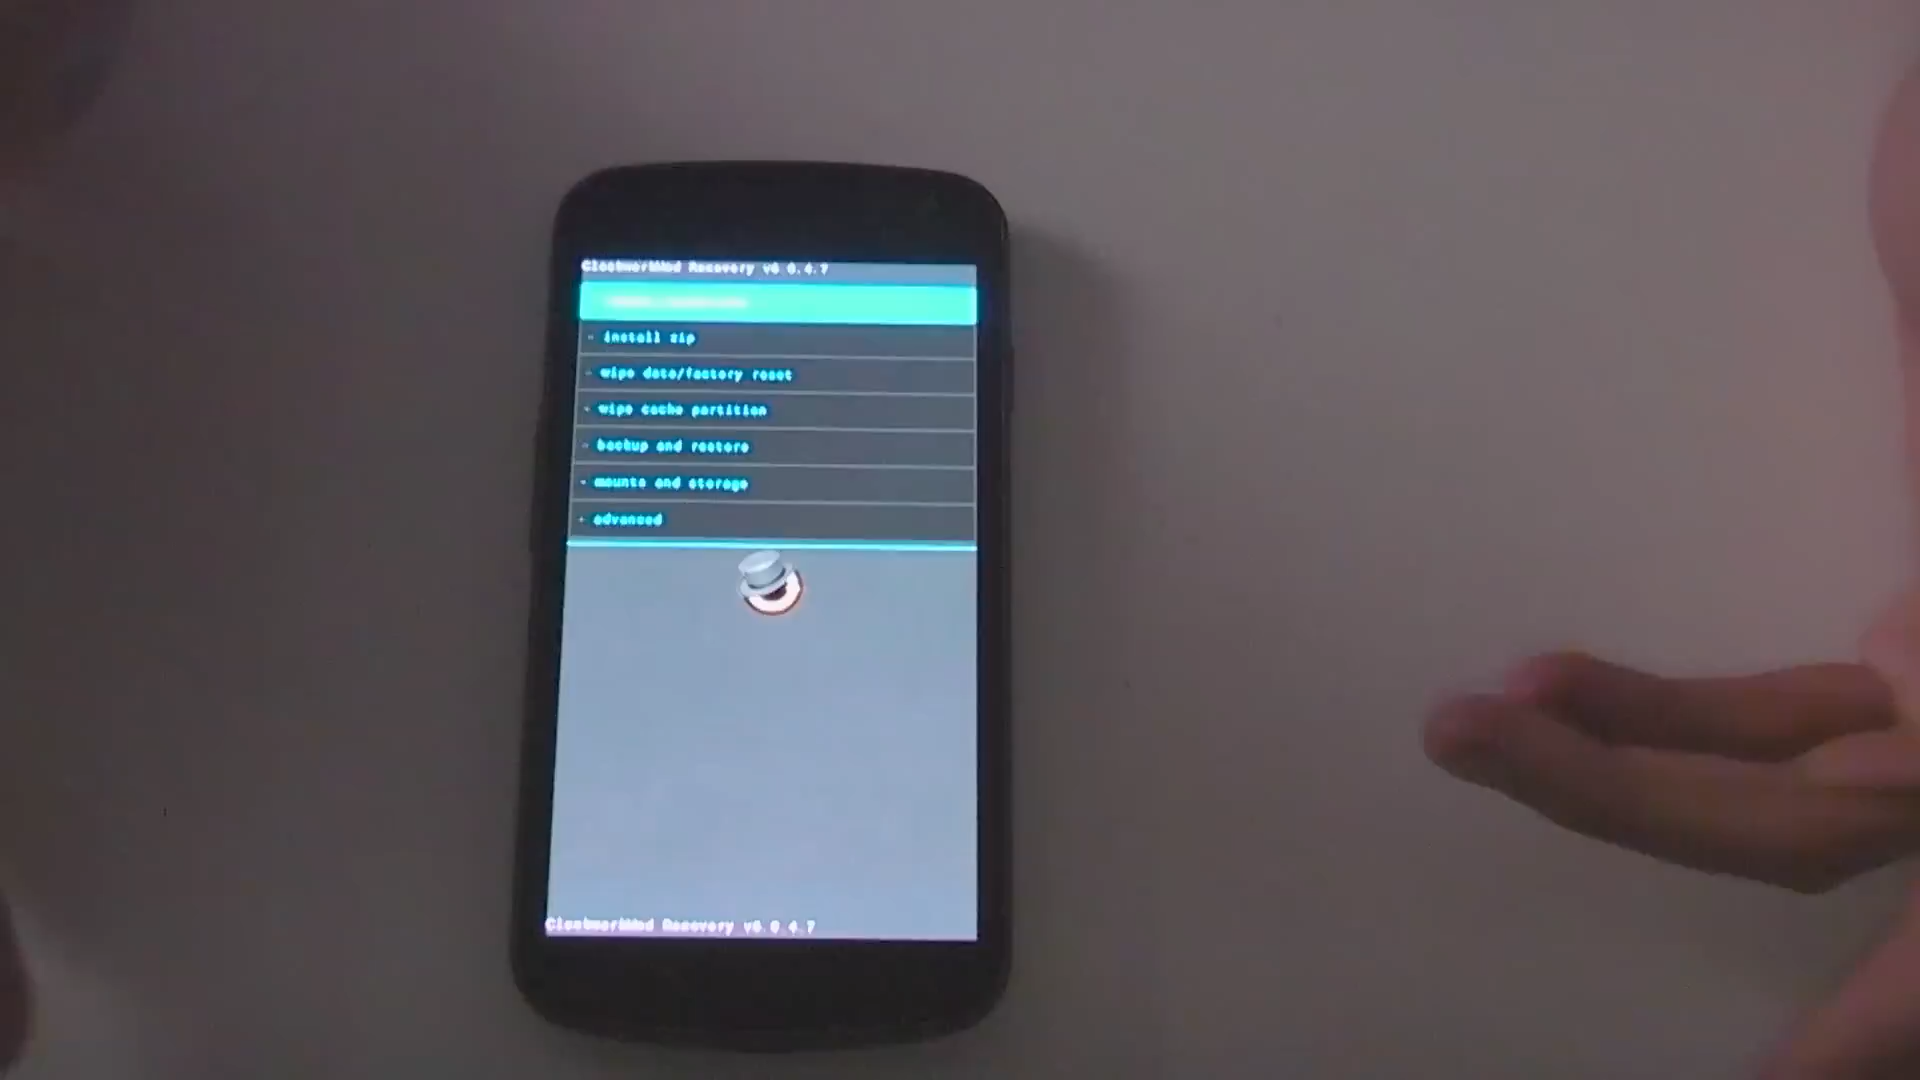 ClockworkMod Recovery v6.0.4.7
- install zip
- wipe data/factory reset
- wipe cache partition
- backup and restore
- mounts and storage
- advanced
ClockworkMod Recovery v6.0.4.7